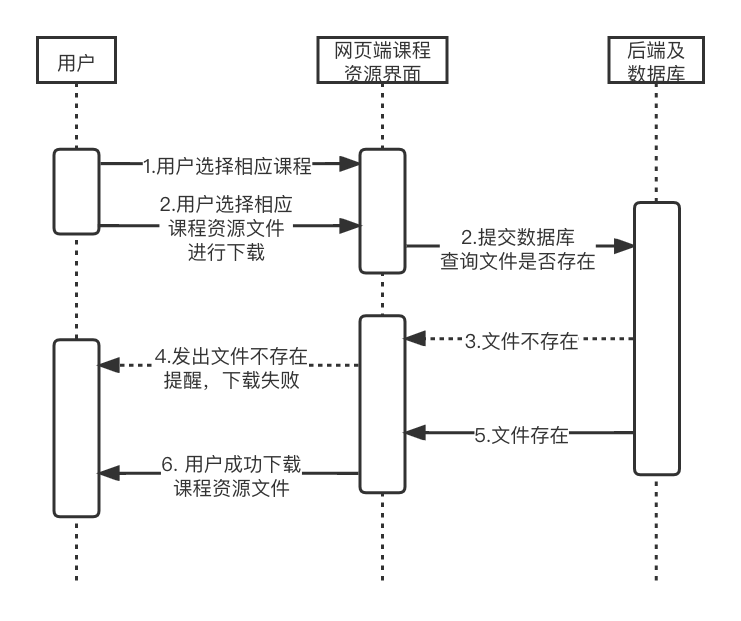 用户
网页端课程
资源界面
后端及
数据库
1.用户选择相应课程
2.用户选择相应
课程资源文件
进行下载
2.提交数据库
查询文件是否存在
3.文件不存在
4.发出文件不存在
提醒，下载失败
5.文件存在
6. 用户成功下载
课程资源文件